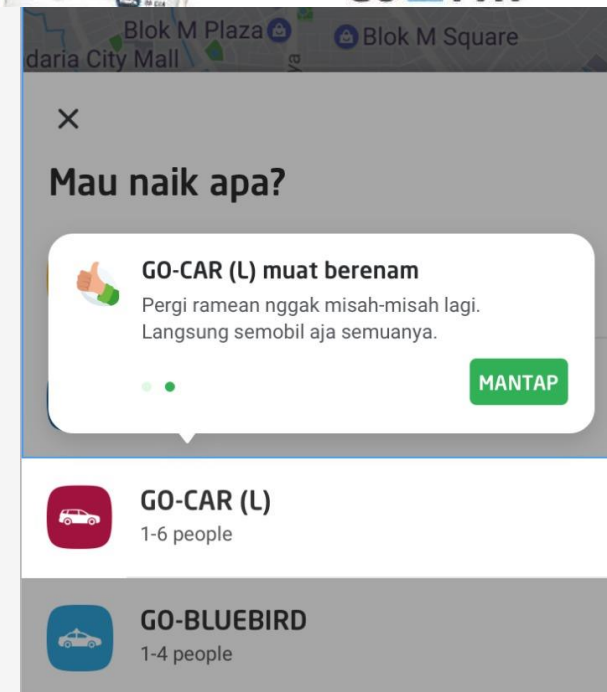 Blok M Plaza
Blok M Square
daria City Mall
Mau naik apa?
GO-CAR (L) muat berenam
Pergi ramean nggak misah-misah lagi.
Langsung semobil aja semuanya.
MANTAP
GO-CAR (L)
1-6 people
GO-BLUEBIRD
1-4 people